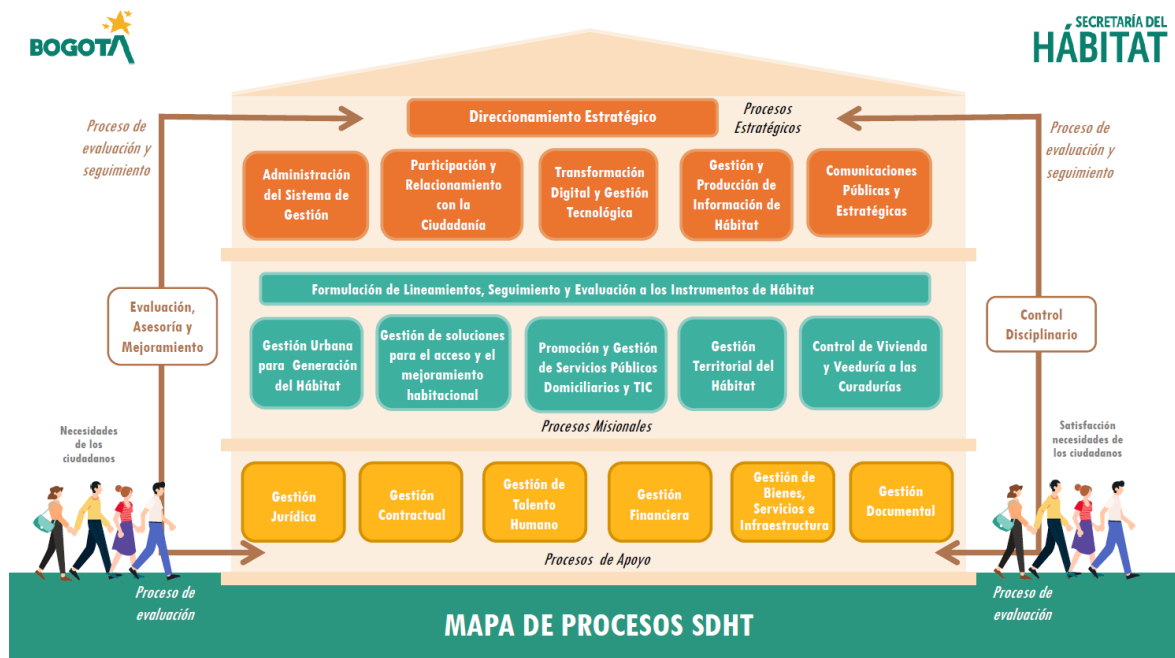 BOGOTÁ
SECRETARÍA DEL
HÁBITAT
Proceso de
evaluación y
seguimiento
Direccionamiento Estratégico
Procesos
Estratégicos
Proceso de
evaluación y
seguimiento
Administración
del Sistema de
Gestión
Participación y
Relacionamiento
con la
Ciudadanía
Transformación
Digital y Gestión
Tecnológica
Gestión y
Producción de
Información de
Hábitat
Comunicaciones
Públicas y
Estratégicas
Formulación de Lineamientos, Seguimiento y Evaluación a los Instrumentos de Hábitat
Evaluación,
Asesoría y
Mejoramiento
Gestión Urbana
para Generación
del Hábitat
Gestión de soluciones
para el acceso y el
mejoramiento
habitacional
Promoción y Gestión
de Servicios Públicos
Domiciliarios y TIC
Gestión
Territorial del
Hábitat
Control de Vivienda
y Veeduría a las
Curadurías
Control
Disciplinario
Procesos Misionales
Necesidades
de los
ciudadanos
Satisfacción
necesidades de
los ciudadanos
Gestión
Jurídica
Gestión
Contractual
Gestión de
Talento
Humano
Gestión
Financiera
Gestión de
Bienes,
Servicios e
Infraestructura
Gestión
Documental
Procesos de Apoyo
Proceso de
evaluación
Proceso de
evaluación
MAPA DE PROCESOS SDHT